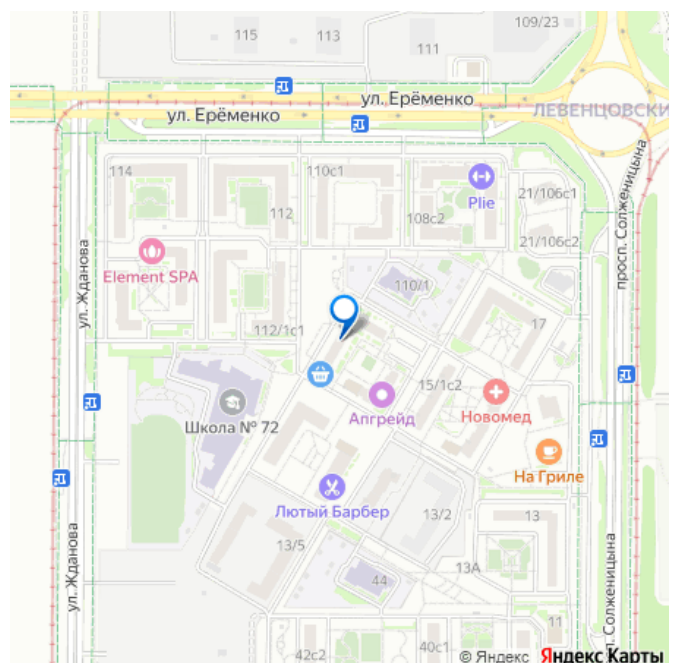 109/23
115
113
111
ул. Ерёменко
ул. Ерёменко
ЛЕВЕНЦОВСКИ
114
110с1
Plie
112
108с2
21/106с1
21/106с2
просп. Солженицына
ул. Жданова
Element SPA
110/1
17
112/1с1
15/1с2
Школа № 72
Апгрейд
Новомед
На Гриле
Лютый Барбер
13/2
13
13/5
13А
44
ул. Жданова
. Солженицына
11
42с2
40с1
© Яндекс Яндекс Карты